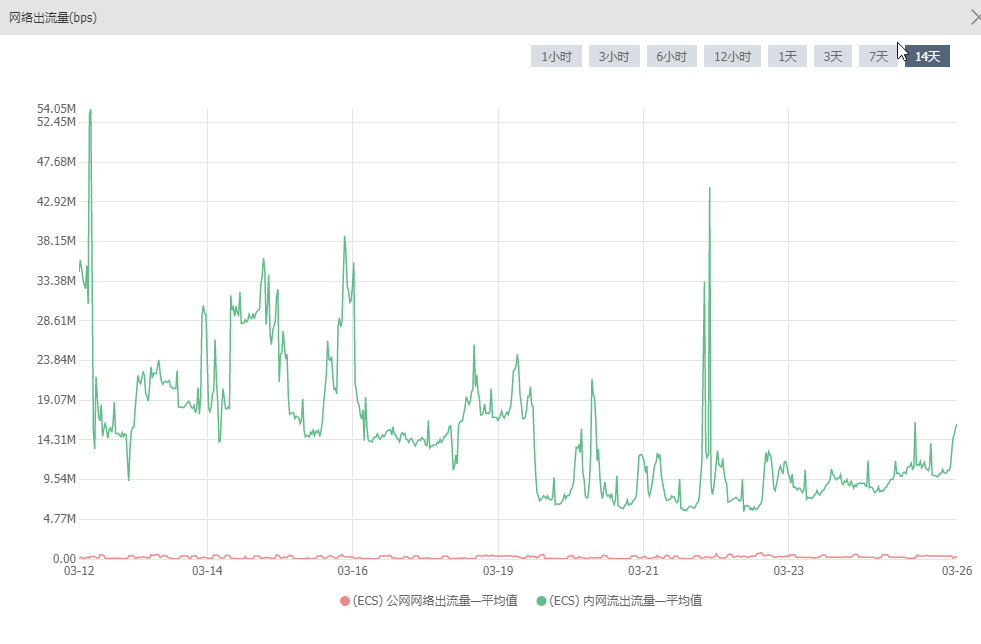 网络出流量(bps)
1小时 3小时 6小时 12小时 1天 3天 7天 14天
54.05M
52.45M
47.68M
42.92M
38.15M
33.38M
28.61M
23.84M
19.07M
14.31M
9.54M
4.77M
0.00
03-12 03-14 03-16 03-19 03-21 03-23 03-26
(ECS) 公网网络出流量—平均值 (ECS) 内网流出流量—平均值